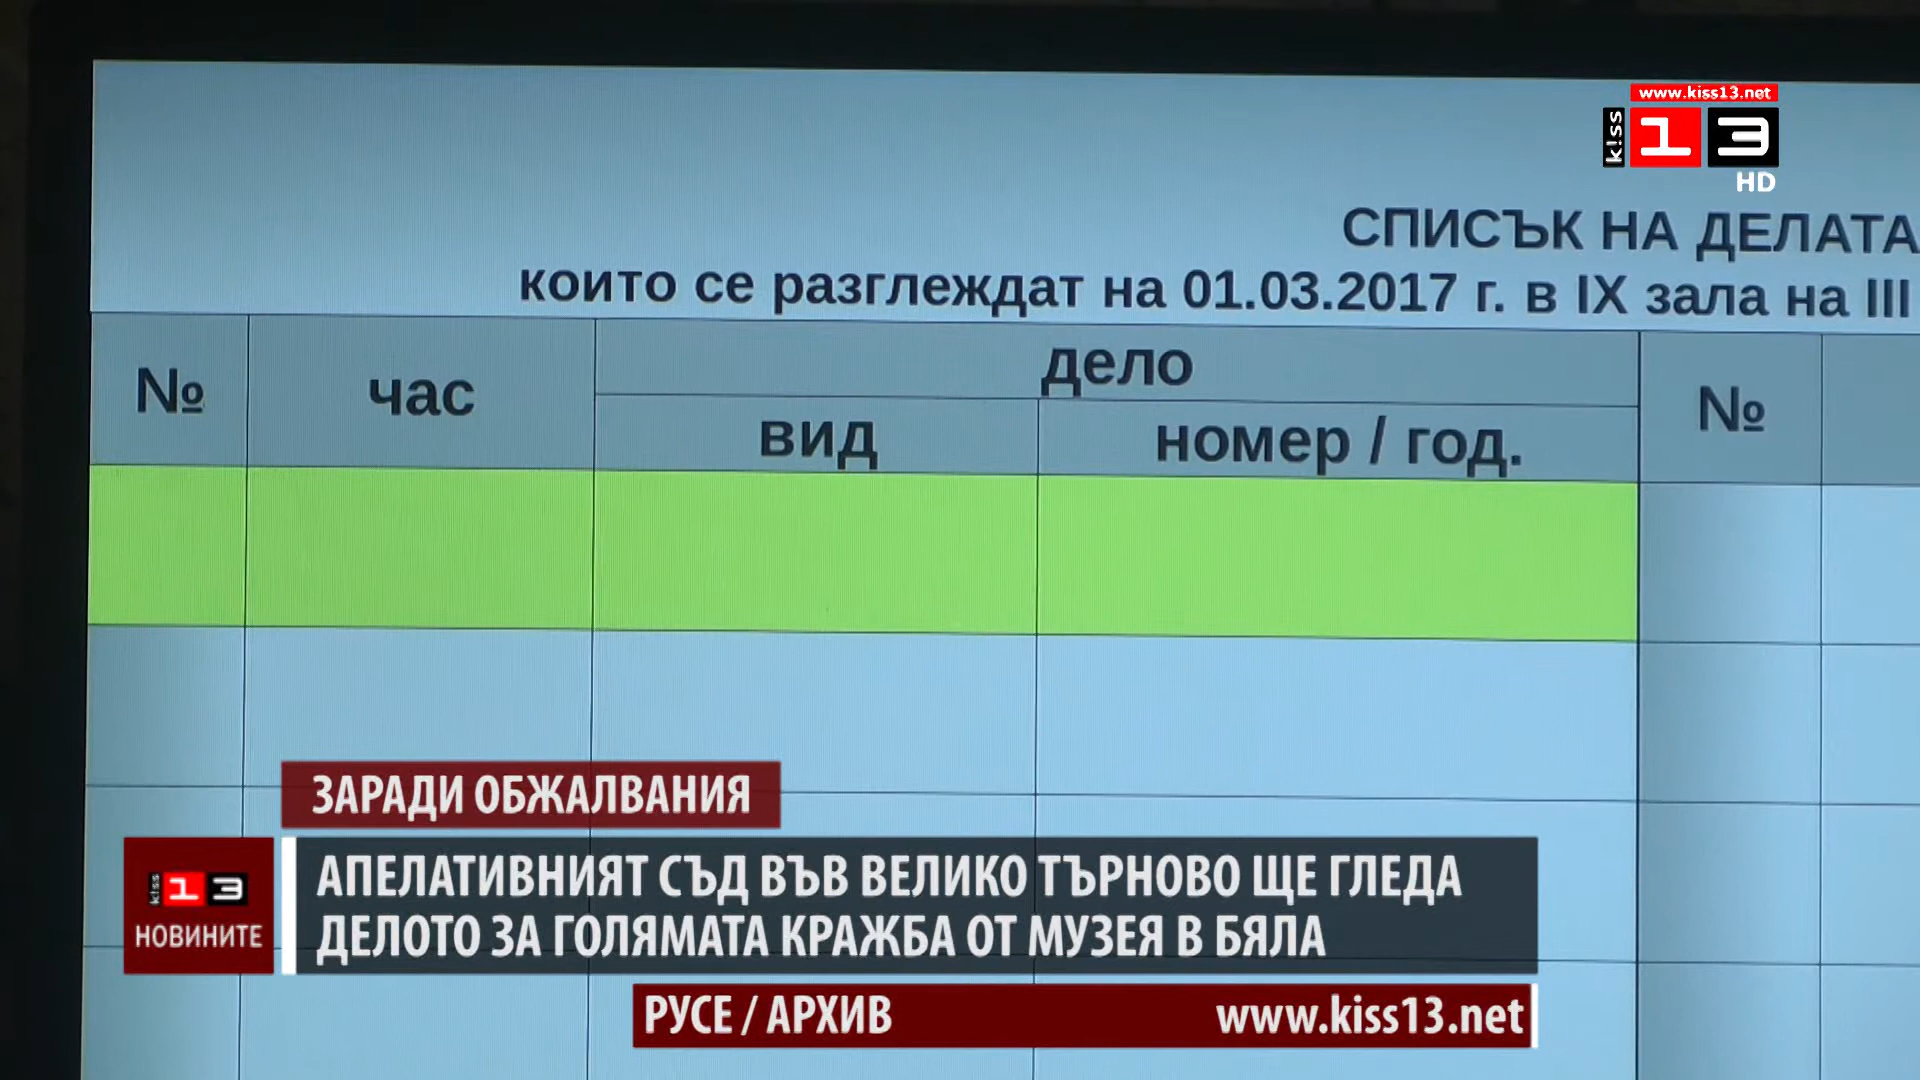 www.kiss13.net
k!ss 13
HD
СПИСЪК НА ДЕЛАТА
които се разглеждат на 01.03.2017 г. в IX зала на III
№ час дело №
вид номер / год.
ЗАРАДИ ОБЖАЛВАНИЯ
kiss 13
НОВИНИТЕ
АПЕЛАТИВНИЯТ СЪД ВЪВ ВЕЛИКО ТЪРНОВО ЩЕ ГЛЕДА
ДЕЛОТО ЗА ГОЛЯМАТА КРАЖБА ОТ МУЗЕЯ В БЯЛА
РУСЕ / АРХИВ www.kiss13.net